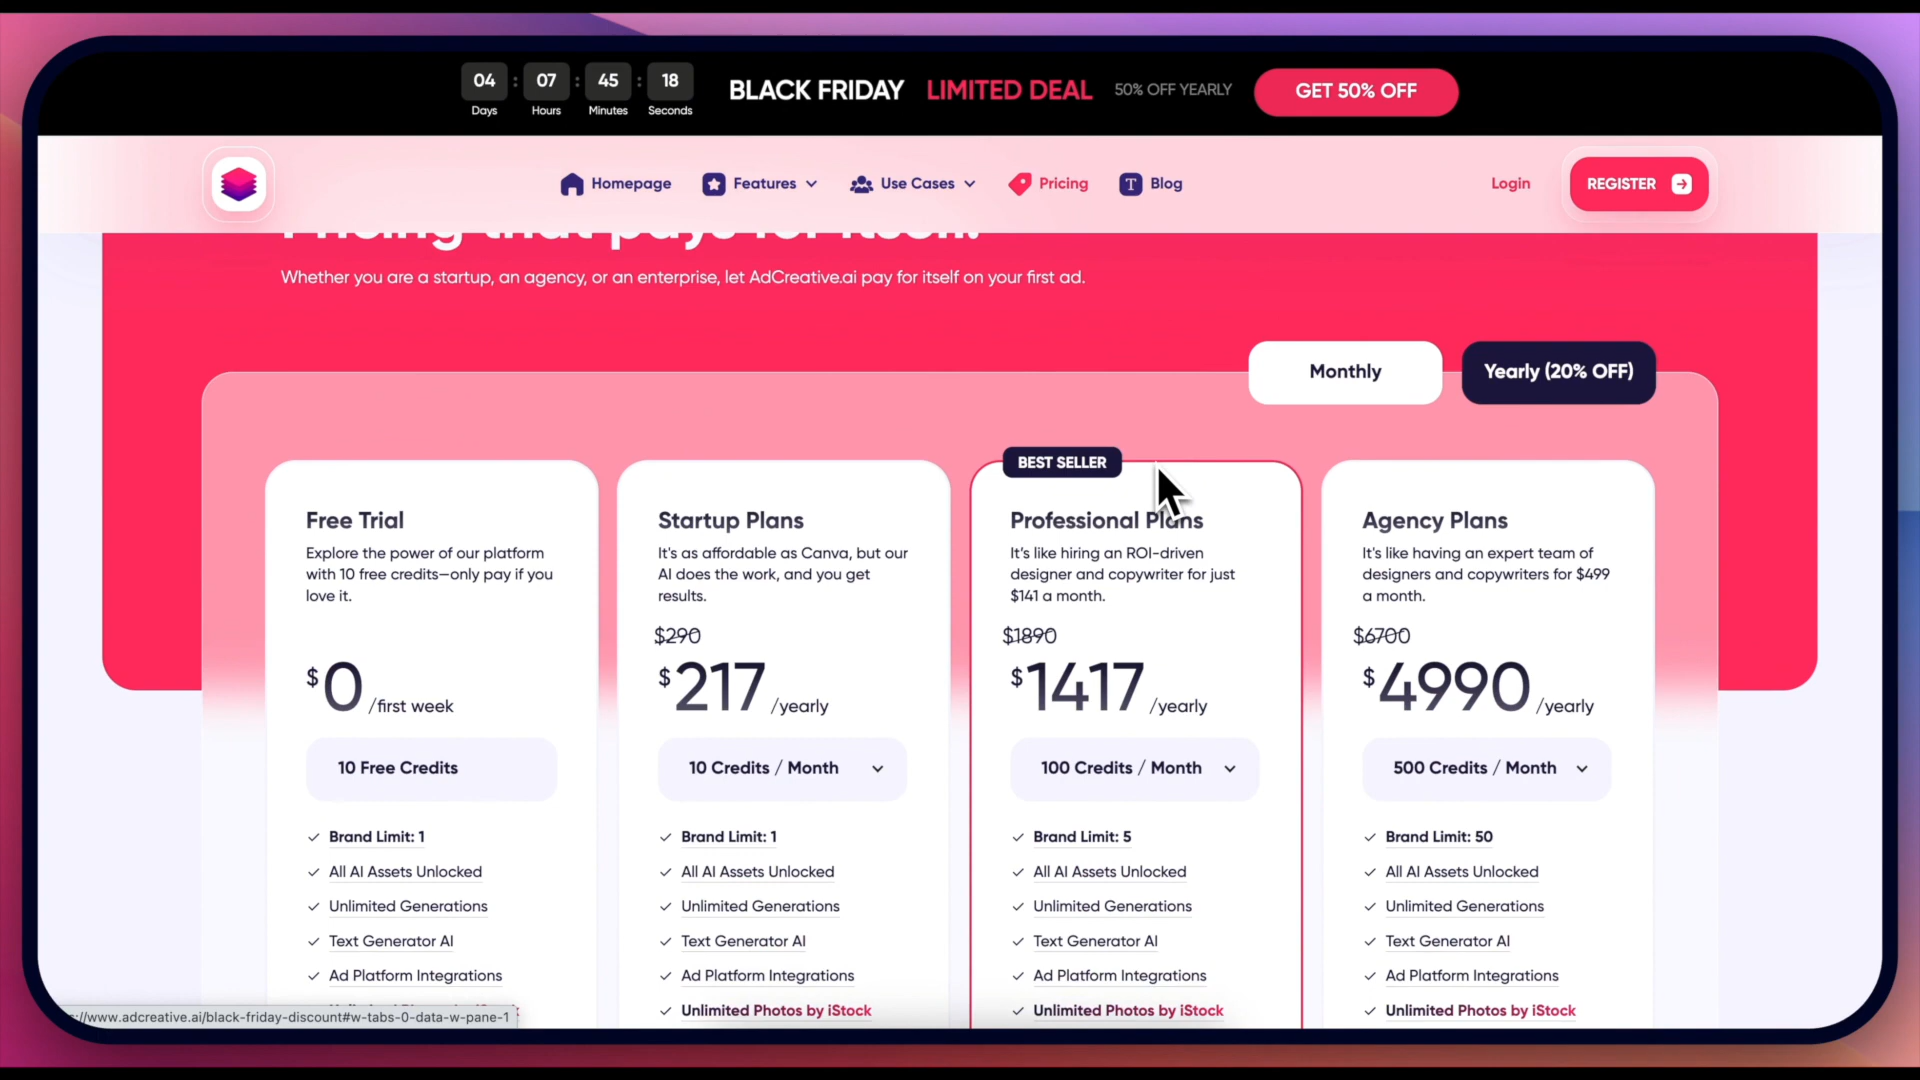 04 : 07 : 45 : 18
Days Hours Minutes Seconds
BLACK FRIDAY LIMITED DEAL 50% OFF YEARLY GET 50% OFF
Homepage Features Use Cases Pricing T Blog Login REGISTER
Pricing that pays for itself.
Whether you are a startup, an agency, or an enterprise, let AdCreative.ai pay for itself on your first ad.
Monthly Yearly (20% OFF)
Free Trial
Explore the power of our platform
with 10 free credits—only pay if you
love it.
$0 /first week
10 Free Credits
Brand Limit: 1
All AI Assets Unlocked
Unlimited Generations
Text Generator AI
Ad Platform Integrations
Startup Plans
It's as affordable as Canva, but our
AI does the work, and you get
results.
$290
$217 /yearly
10 Credits / Month
Brand Limit: 1
All AI Assets Unlocked
Unlimited Generations
Text Generator AI
Ad Platform Integrations
Unlimited Photos by iStock
BEST SELLER
Professional Plans
It's like hiring an ROI-driven
designer and copywriter for just
$141 a month.
$1890
$1417 /yearly
100 Credits / Month
Brand Limit: 5
All AI Assets Unlocked
Unlimited Generations
Text Generator AI
Ad Platform Integrations
Unlimited Photos by iStock
Agency Plans
It's like having an expert team of
designers and copywriters for $499
a month.
$6700
$4990 /yearly
500 Credits / Month
Brand Limit: 50
All AI Assets Unlocked
Unlimited Generations
Text Generator AI
Ad Platform Integrations
Unlimited Photos by iStock
://www.adcreative.ai/black-friday-discount#w-tabs-0-data-w-pane-1